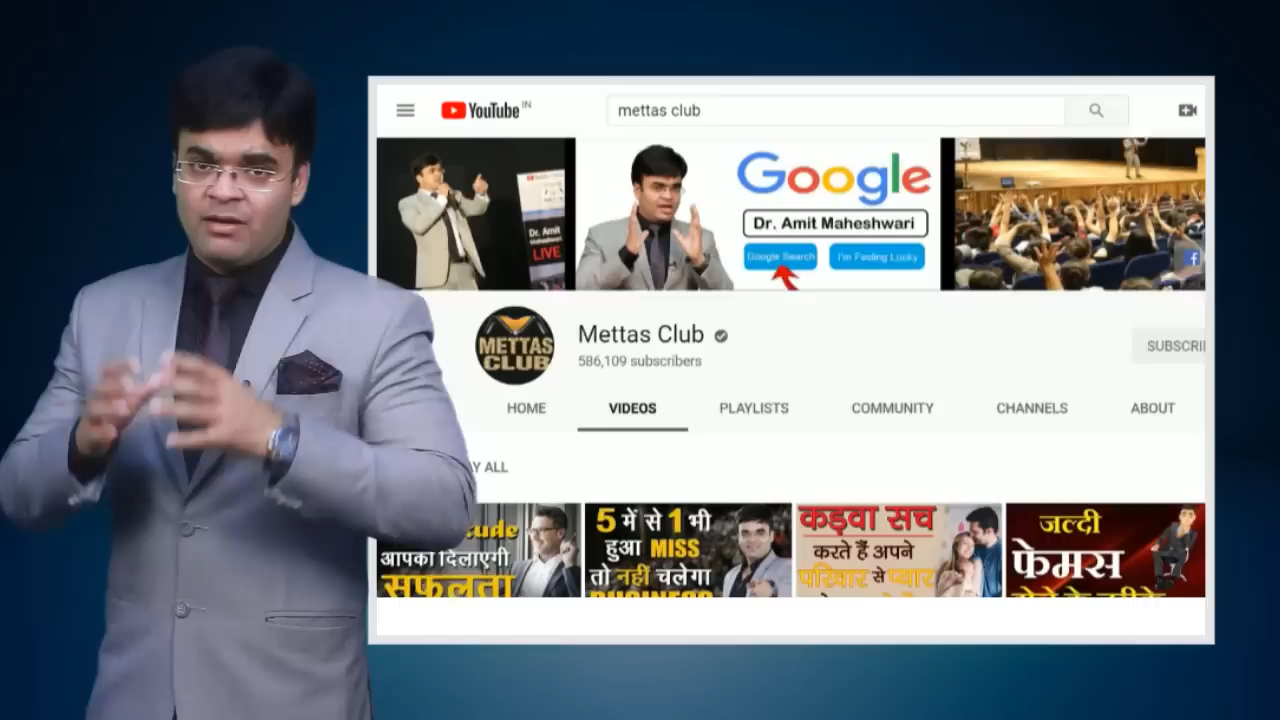 YouTube IN
mettas club
Dr. Amit
Maheshwari
LIVE
Google
Dr. Amit Maheshwari
Google Search
I'm Feeling Lucky
METTAS
CLUB
Mettas Club
586,109 subscribers
HOME VIDEOS PLAYLISTS COMMUNITY CHANNELS ABOUT
Y ALL
आपका दिलाएगी
सफलता
5 में से 1 भी
हुआ MISS
तो नहीं चलेगा
BUSINESS
कड़वा सच
करते हैं अपने
परिवार से प्यार
जल्दी
फेमस